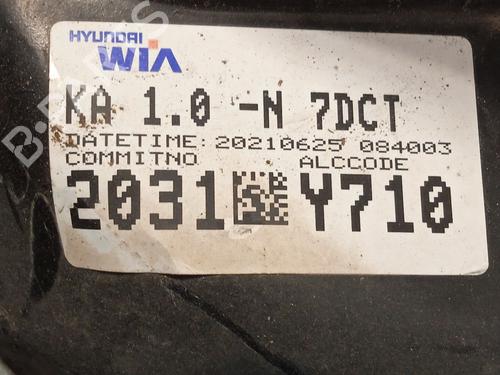 HYUNDAI
WIA
KA 1.0 -N 7DCT
DATETIME: 20210625 084003
COMMITNO ALCCODE
2031 Y710